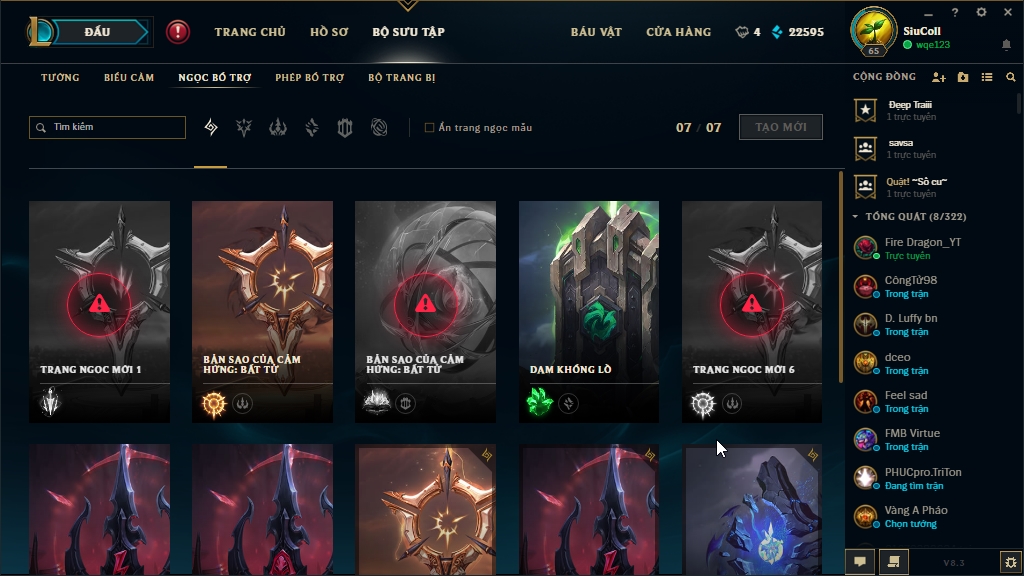 ĐẤU
TRANG CHỦ
HỒ SƠ
BỘ SƯU TẬP
BÁU VẬT
CỬA HÀNG
4
22595
65
SiuColl
wqe123
TƯỚNG
BIỂU CẢM
NGỌC BỔ TRỢ
PHÉP BỔ TRỢ
BỘ TRANG BỊ
CỘNG ĐỒNG
Tìm kiếm
Ẩn trang ngọc mẫu
07 / 07
TẠO MỚI
TRANG NGỌC MỚI 1
BẢN SAO CỦA CẢM
HỨNG: BẤT TỬ
BẢN SAO CỦA CẢM
HỨNG: BẤT TỬ
DẠM KHỔNG LỒ
TRANG NGỌC MỚI 6
Đẹẹp Traiii
1 trực tuyến
savsa
1 trực tuyến
Quạt! ~Sò cu~
1 trực tuyến
TỔNG QUÁT (8/322)
Fire Dragon_YT
Trực tuyến
CôngTử98
Trong trận
D. Luffy bn
Trong trận
dceo
Trong trận
Feel sad
Trong trận
FMB Virtue
Trong trận
PHUCpro.TriTon
Đang tìm trận
Vàng A Pháo
Chọn tướng
V8.3